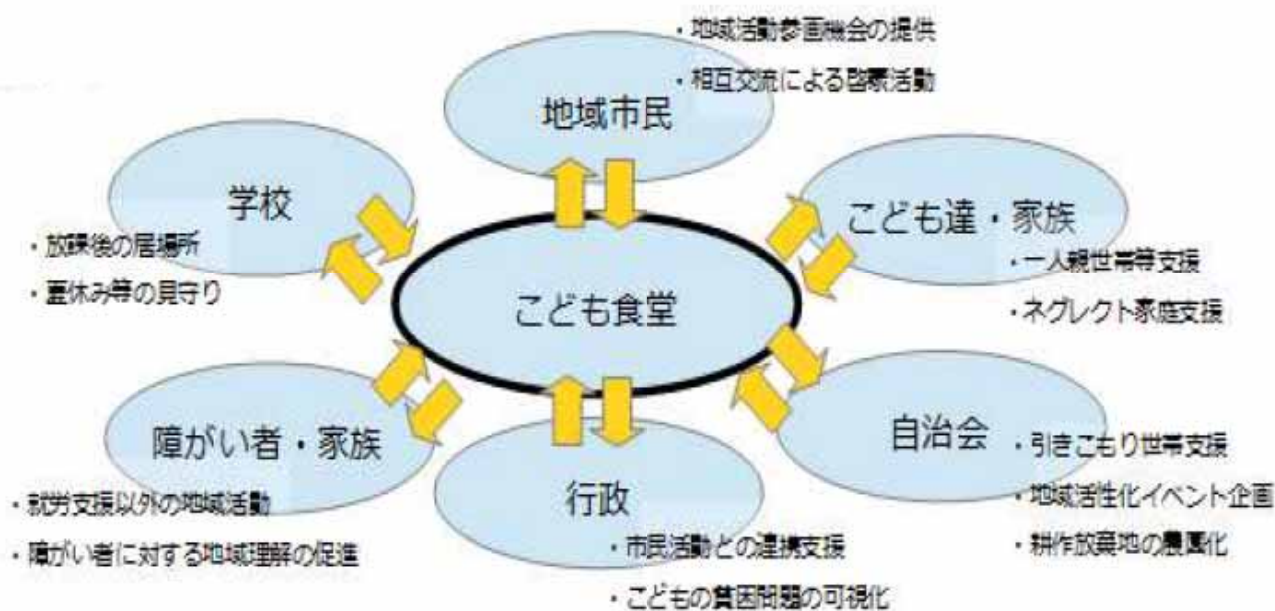 ・地域活動参画機会の提供
・相互交流による啓蒙活動
地域市民
学校
・放課後の居場所
・夏休み等の見守り
こども達・家族
・一人親世帯等支援
・ネグレクト家庭支援
こども食堂
障がい者・家族
・就労支援以外の地域活動
・障がい者に対する地域理解の促進
行政
・市民活動との連携支援
・こどもの貧困問題の可視化
自治会
・引きこもり世帯支援
・地域活性化イベント企画
・耕作放棄地の農園化